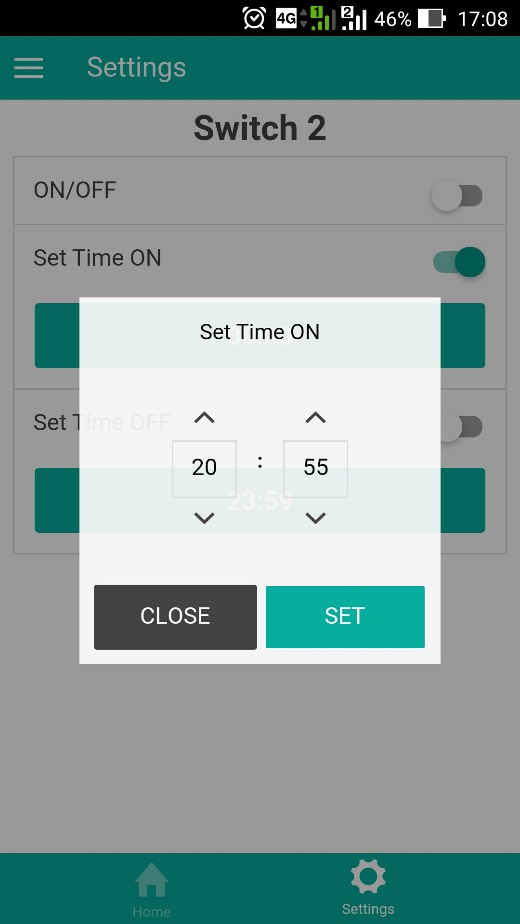 4G 1 2 46% 17:08
Settings
Switch 2
ON/OFF
Set Time ON
Set Time ON
Set Time OFF
20 : 55
23:59
CLOSE SET
Home Settings